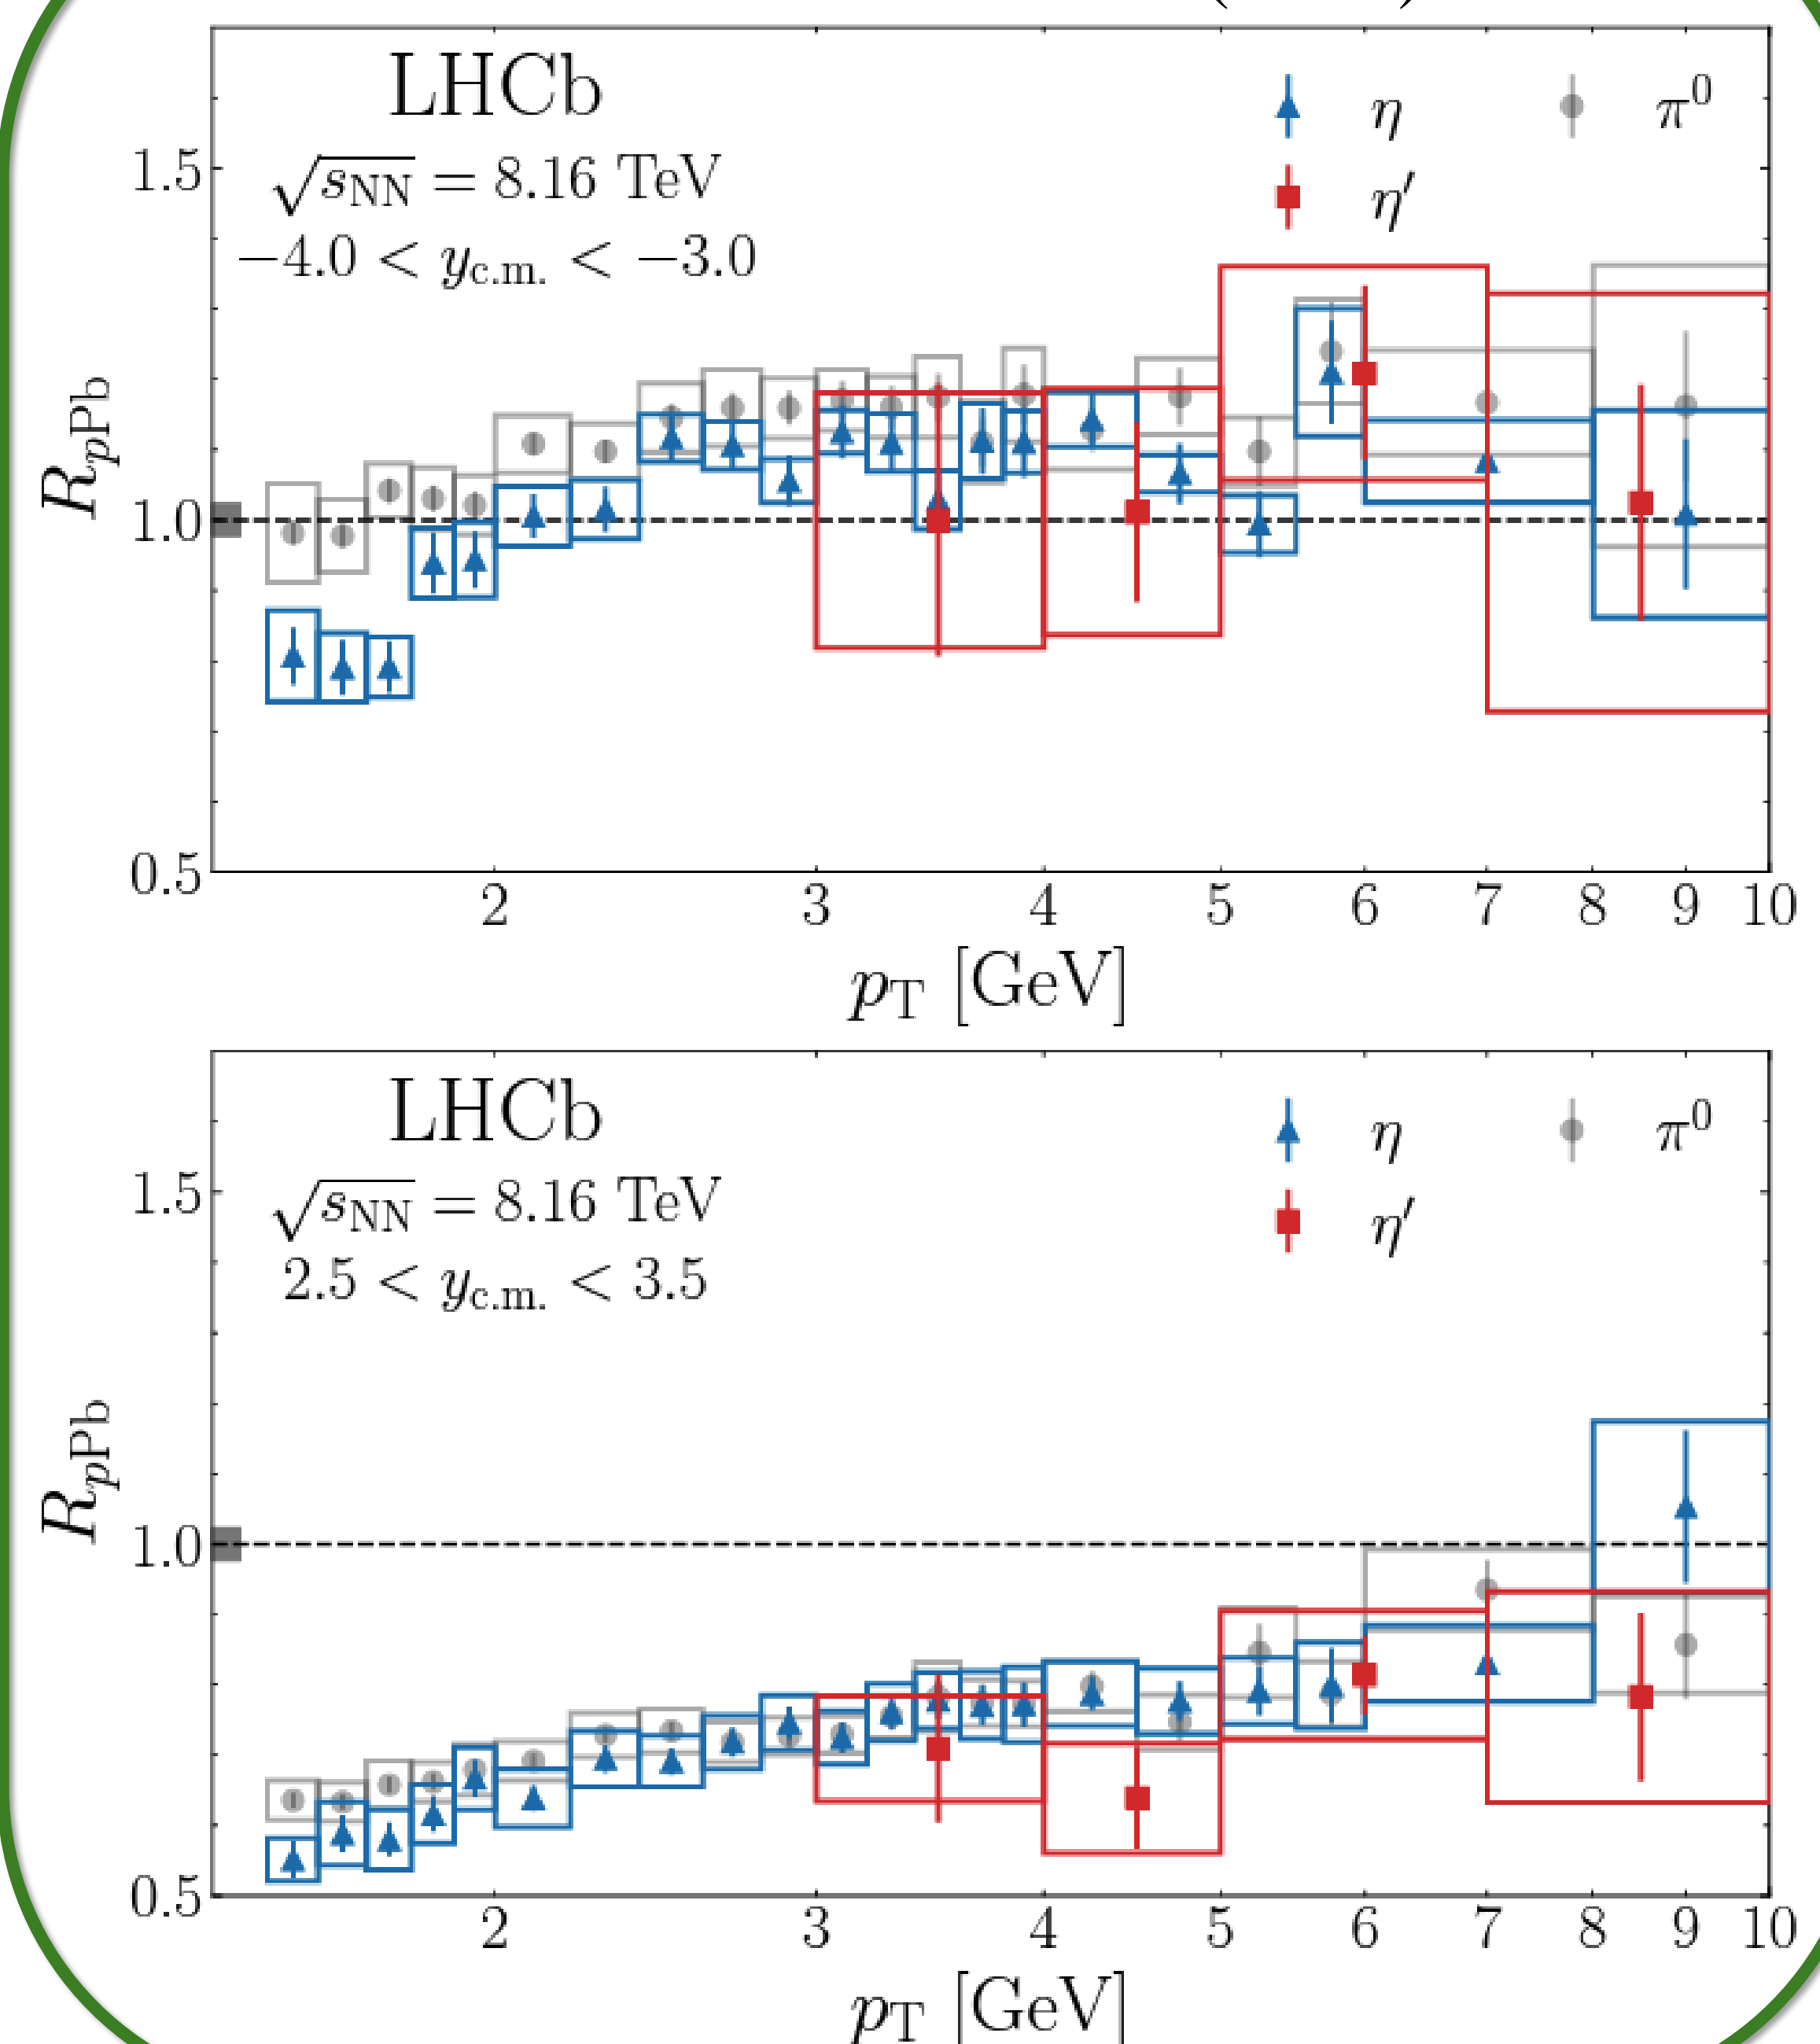 LHCb
√sNN = 8.16 TeV
−4.0 < yc.m. < −3.0
η
π0
η′
1.5
1.0
0.5
RpPb
2 3 4 5 6 7 8 9 10
pT [GeV]
LHCb
√sNN = 8.16 TeV
2.5 < yc.m. < 3.5
η
π0
η′
1.5
1.0
0.5
RpPb
2 3 4 5 6 7 8 9 10
pT [GeV]